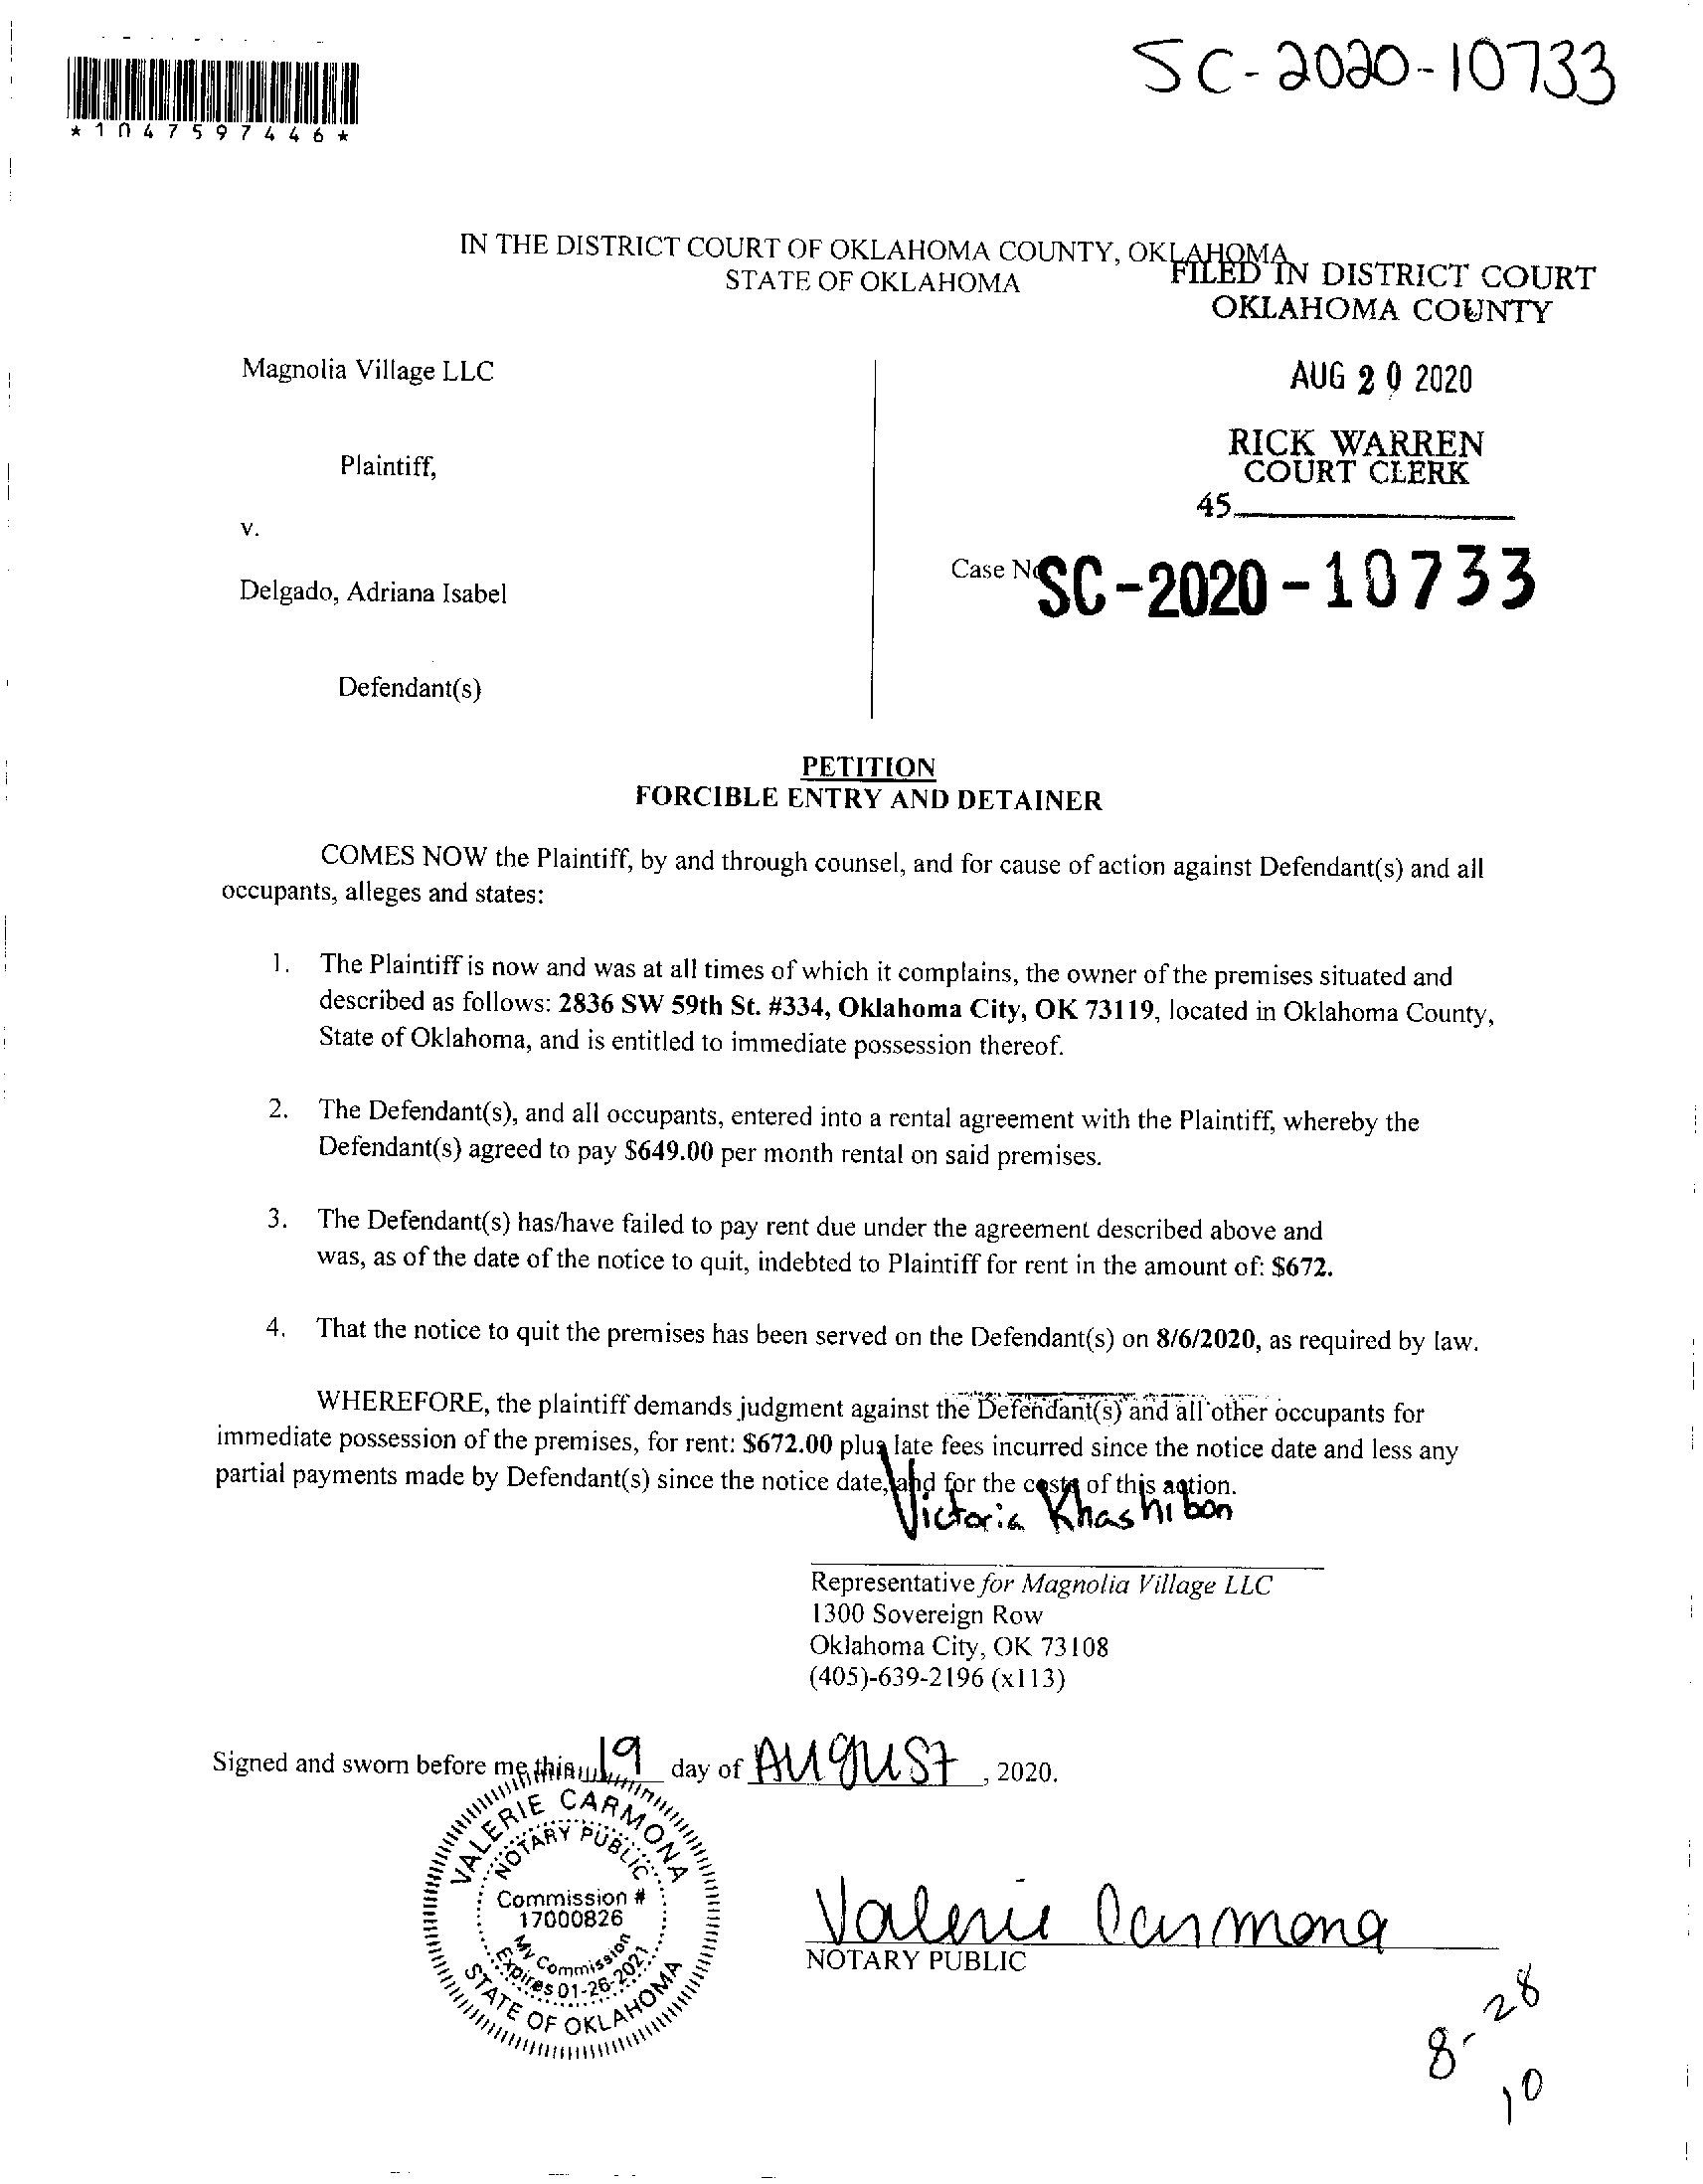 SC-2020-10733
*1047597446*
IN THE DISTRICT COURT OF OKLAHOMA COUNTY, OKLAHOMA
STATE OF OKLAHOMA
FILED IN DISTRICT COURT
OKLAHOMA COUNTY
Magnolia Village LLC
AUG 20 2020
RICK WARREN
COURT CLERK
Plaintiff,
45
v.
Case No
SC-2020-10733
Delgado, Adriana Isabel
Defendant(s)
PETITION
FORCIBLE ENTRY AND DETAINER
COMES NOW the Plaintiff, by and through counsel, and for cause of action against Defendant(s) and all
occupants, alleges and states:
1. The Plaintiff is now and was at all times of which it complains, the owner of the premises situated and
described as follows: 2836 SW 59th St. #334, Oklahoma City, OK 73119, located in Oklahoma County,
State of Oklahoma, and is entitled to immediate possession thereof.
2. The Defendant(s), and all occupants, entered into a rental agreement with the Plaintiff, whereby the
Defendant(s) agreed to pay $649.00 per month rental on said premises.
3. The Defendant(s) has/have failed to pay rent due under the agreement described above and
was, as of the date of the notice to quit, indebted to Plaintiff for rent in the amount of: $672.
4. That the notice to quit the premises has been served on the Defendant(s) on 8/6/2020, as required by law.
WHEREFORE, the plaintiff demands judgment against the Defendant(s) and all other occupants for
immediate possession of the premises, for rent: $672.00 plus late fees incurred since the notice date and less any
partial payments made by Defendant(s) since the notice date, and for the costs of this action.
Victoria Khashibon
Representative for Magnolia Village LLC
1300 Sovereign Row
Oklahoma City, OK 73108
(405)-639-2196 (x113)
Signed and sworn before me this 19 day of AUGUST, 2020.
VALERIE CARMONA
NOTARY PUBLIC
Commission #
17000826
My Commission
Expires 01-26-2021
STATE OF OKLAHOMA
Valerie Carmona
NOTARY PUBLIC
8-28
10